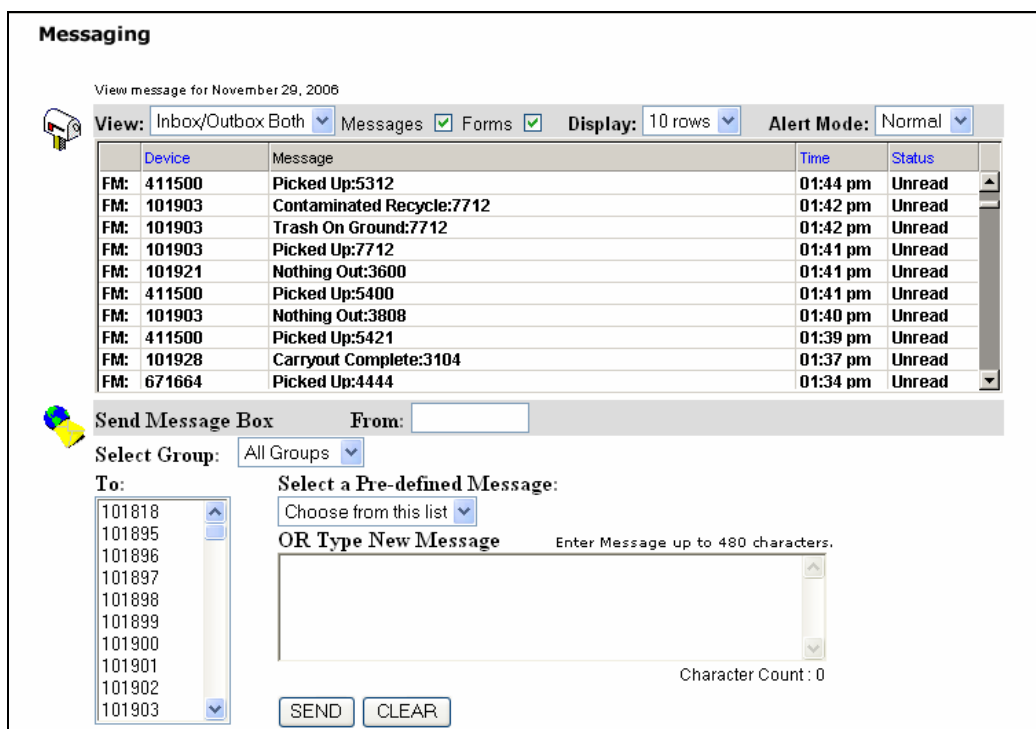 Messaging
View message for November 29, 2006
View: Inbox/Outbox Both Messages Forms Display: 10 rows Alert Mode: Normal
Device Message Time Status
FM: 411500 Picked Up:5312 01:44 pm Unread
FM: 101903 Contaminated Recycle:7712 01:42 pm Unread
FM: 101903 Trash On Ground:7712 01:42 pm Unread
FM: 101903 Picked Up:7712 01:41 pm Unread
FM: 101921 Nothing Out:3600 01:41 pm Unread
FM: 411500 Picked Up:5400 01:41 pm Unread
FM: 101903 Nothing Out:3808 01:40 pm Unread
FM: 411500 Picked Up:5421 01:39 pm Unread
FM: 101928 Carryout Complete:3104 01:37 pm Unread
FM: 671664 Picked Up:4444 01:34 pm Unread
Send Message Box From:
Select Group: All Groups
To:
101818
101895
101896
101897
101898
101899
101900
101901
101902
101903
Select a Pre-defined Message:
Choose from this list
OR Type New Message Enter Message up to 480 characters.
Character Count : 0
SEND CLEAR